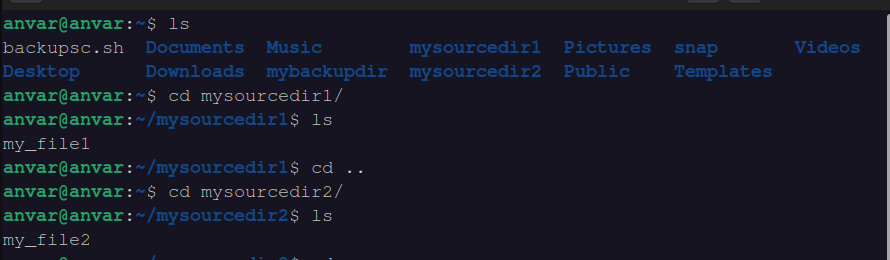 anvar@anvar:~$ ls
backupsc.sh  Documents  Music       mysourcedir1  Pictures  snap       Videos
Desktop      Downloads  mybackupdir  mysourcedir2  Public    Templates
anvar@anvar:~$ cd mysourcedir1/
anvar@anvar:~/mysourcedir1$ ls
my_file1
anvar@anvar:~/mysourcedir1$ cd ..
anvar@anvar:~$ cd mysourcedir2/
anvar@anvar:~/mysourcedir2$ ls
my_file2